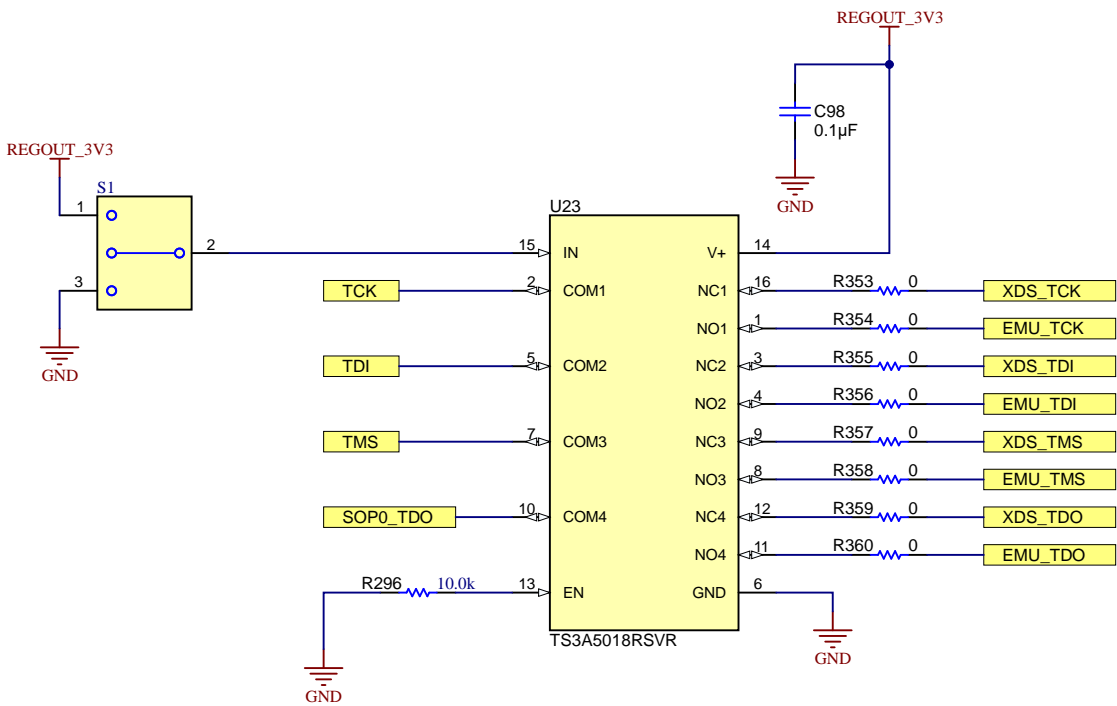 REGOUT_3V3
C98
0.1µF
GND
REGOUT_3V3
S1
1
2
3
GND
U23
15 IN V+ 14
TCK 2 COM1 NC1 16 R353 0 XDS_TCK
NO1 1 R354 0 EMU_TCK
TDI 5 COM2 NC2 3 R355 0 XDS_TDI
NO2 4 R356 0 EMU_TDI
TMS 7 COM3 NC3 9 R357 0 XDS_TMS
NO3 8 R358 0 EMU_TMS
SOP0_TDO 10 COM4 NC4 12 R359 0 XDS_TDO
NO4 11 R360 0 EMU_TDO
R296 10.0k 13 EN GND 6
TS3A5018RSVR
GND
GND